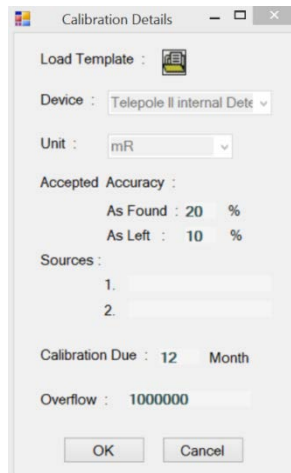 Calibration Details
Load Template :
Device : Telepole II internal Dete
Unit : mR
Accepted Accuracy :
As Found : 20 %
As Left : 10 %
Sources :
1.
2.
Calibration Due : 12 Month
Overflow : 1000000
OK Cancel